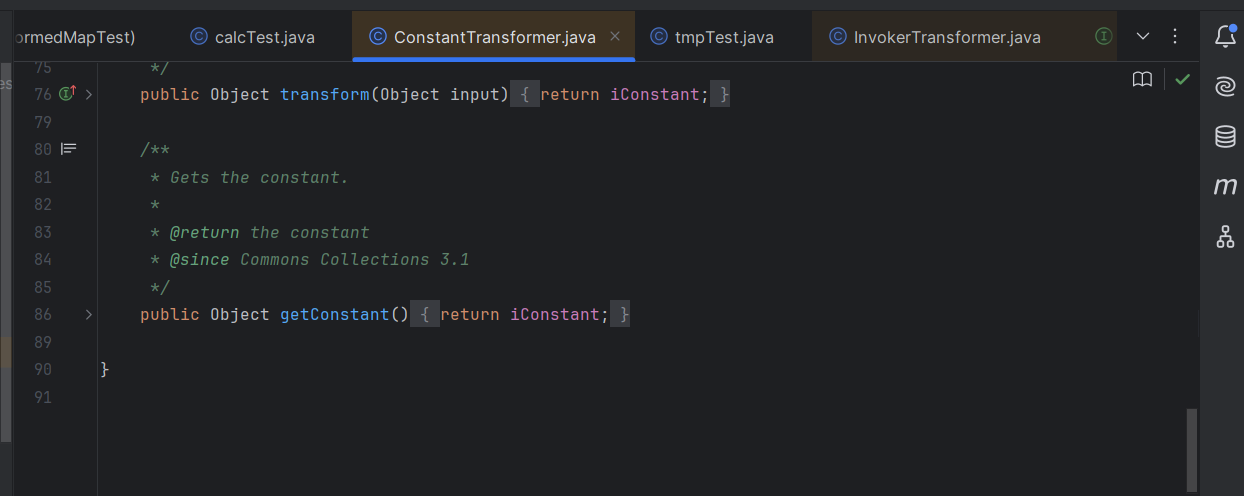 ormedMapTest)
calcTest.java
ConstantTransformer.java
tmpTest.java
InvokerTransformer.java
75 */
76 public Object transform(Object input) { return iConstant; }
79
80 /**
81 * Gets the constant.
82 *
83 * @return the constant
84 * @since Commons Collections 3.1
85 */
86 public Object getConstant() { return iConstant; }
89
90 }
91
es
m